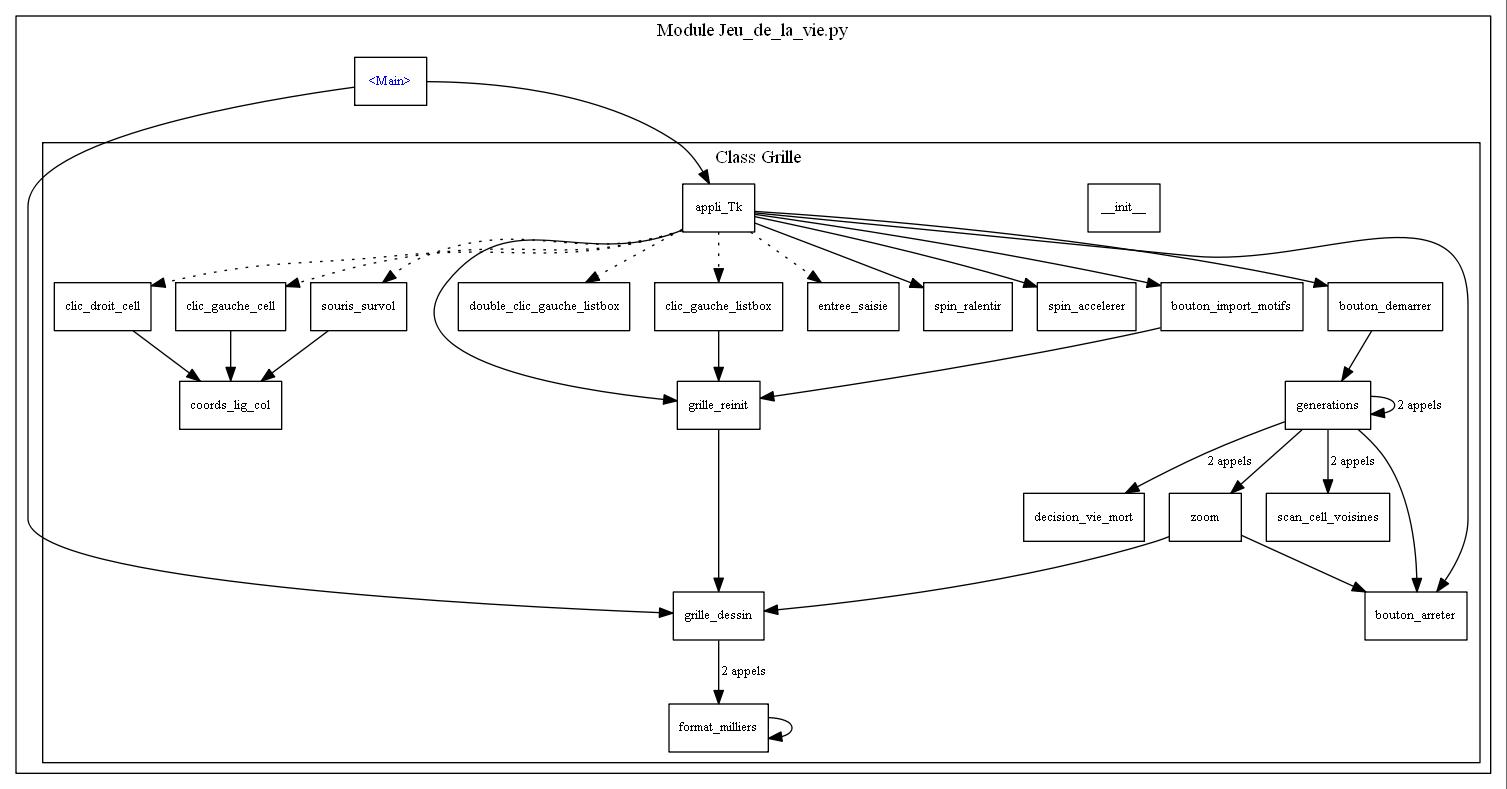 Module Jeu_de_la_vie.py
<Main>
Class Grille
appli_Tk
__init__
clic_droit_cell
clic_gauche_cell
souris_survol
double_clic_gauche_listbox
clic_gauche_listbox
entree_saisie
spin_ralentir
spin_accelerer
bouton_import_motifs
bouton_demarrer
coords_lig_col
grille_reinit
generations
2 appels
2 appels
2 appels
decision_vie_mort
zoom
scan_cell_voisines
grille_dessin
bouton_arreter
2 appels
format_milliers